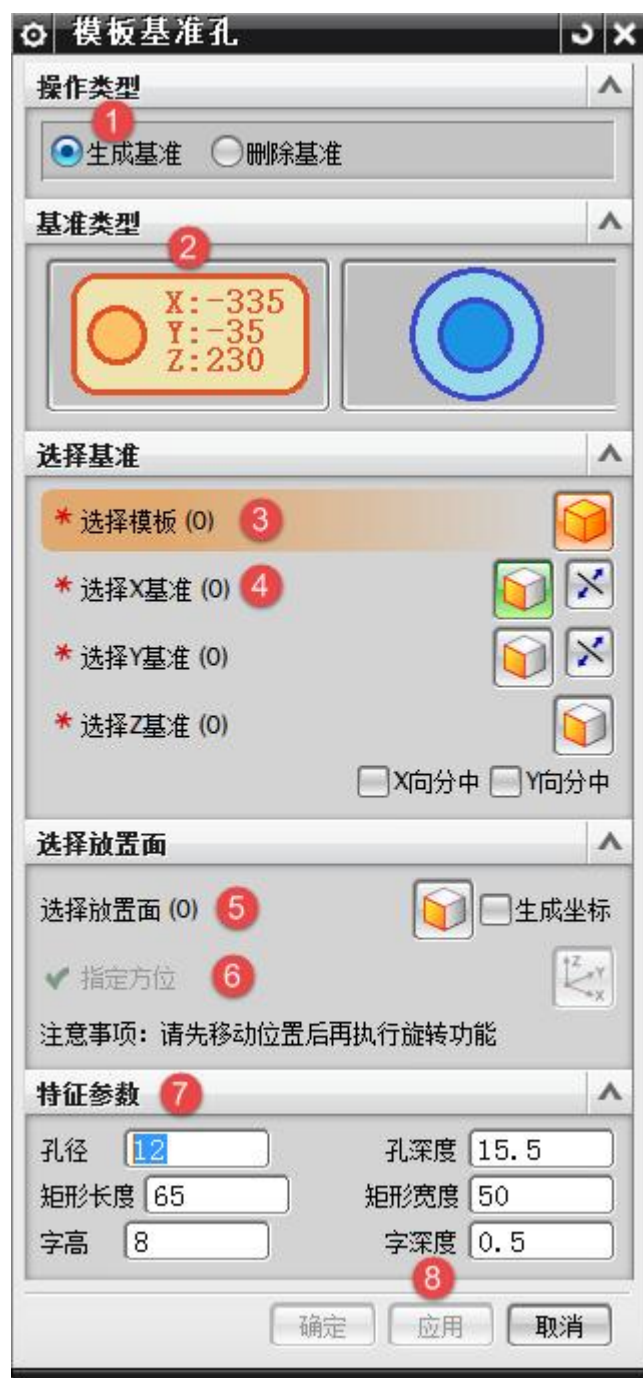 模板基准孔
操作类型
1
生成基准 删除基准
基准类型
2
X:-335
Y:-35
Z:230
选择基准
* 选择模板 (0) 3
* 选择X基准 (0) 4
* 选择Y基准 (0)
* 选择Z基准 (0)
X向分中 Y向分中
选择放置面
选择放置面 (0) 5 生成坐标
指定方位 6 Z Y X
注意事项：请先移动位置后再执行旋转功能
特征参数 7
孔径 12 孔深度 15.5
矩形长度 65 矩形宽度 50
字高 8 字深度 0.5
8
确定 应用 取消